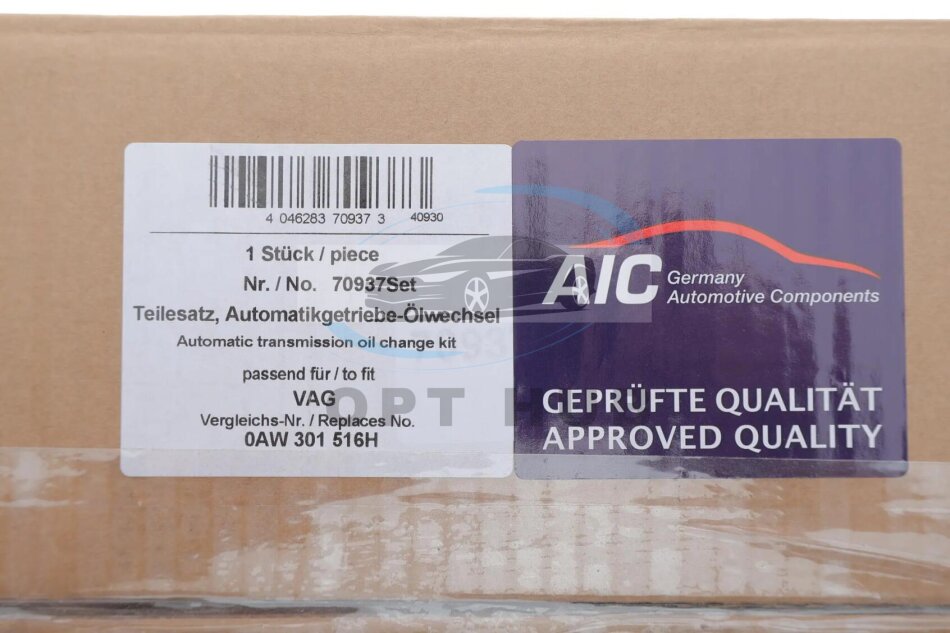 4 046283 70937 3
40930
1 Stück / piece
Nr. / No. 70937Set
Teilesatz, Automatikgetriebe-Ölwechsel
Automatic transmission oil change kit
passend für / to fit
VAG
Vergleichs-Nr. / Replaces No.
0AW 301 516H
AIC Germany
Automotive Components
GEPRÜFTE QUALITÄT
APPROVED QUALITY
OPT